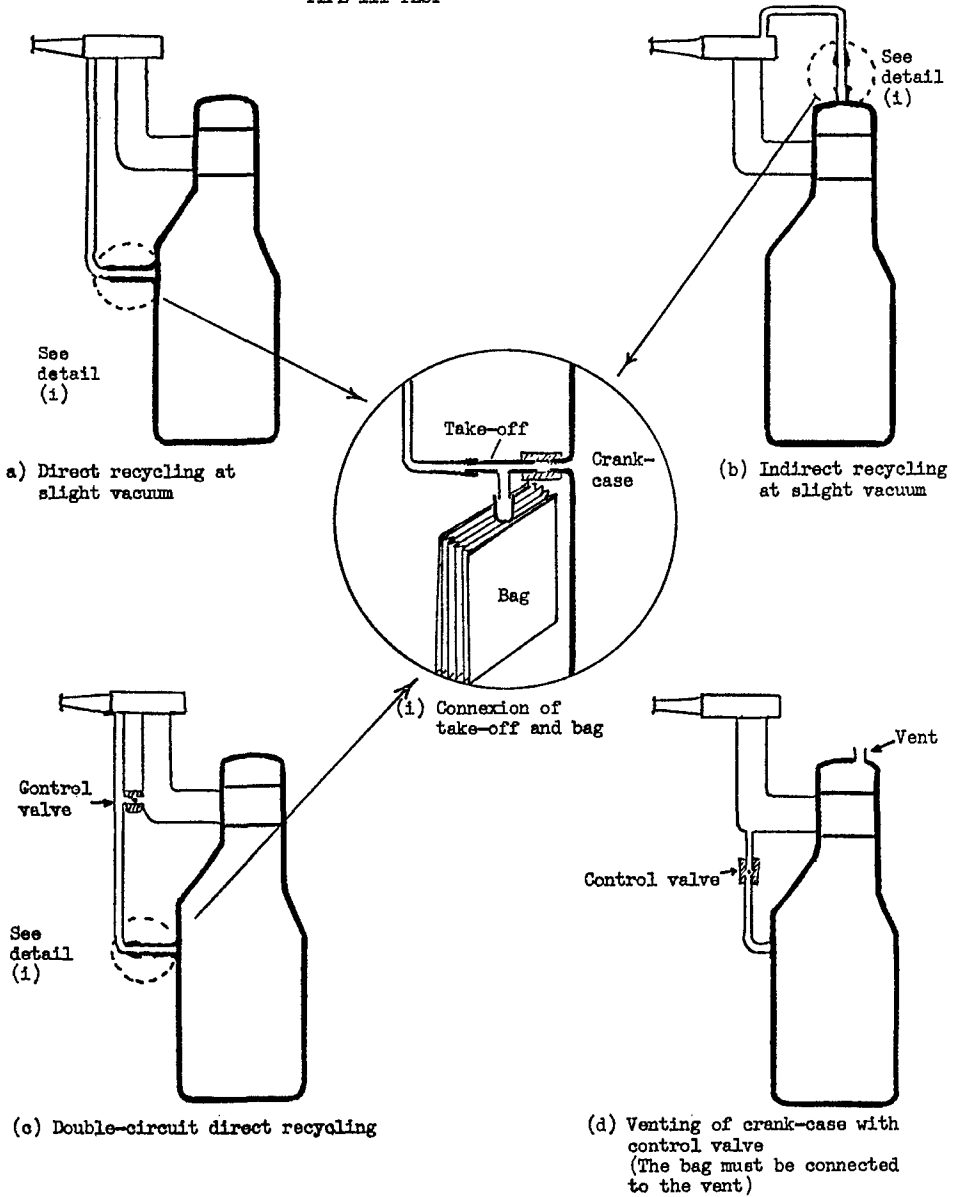 See
detail
(i)
See
detail
(i)
a) Direct recycling at
slight vacuum
(b) Indirect recycling
at slight vacuum
Take-off
Crank-
case
Bag
(i) Connexion of
take-off and bag
Gontrol
valve
See
detail
(i)
(c) Double-circuit direct recycling
Vent
Control valve
(d) Venting of crank-case with
control valve
(The bag must be connected
to the vent)